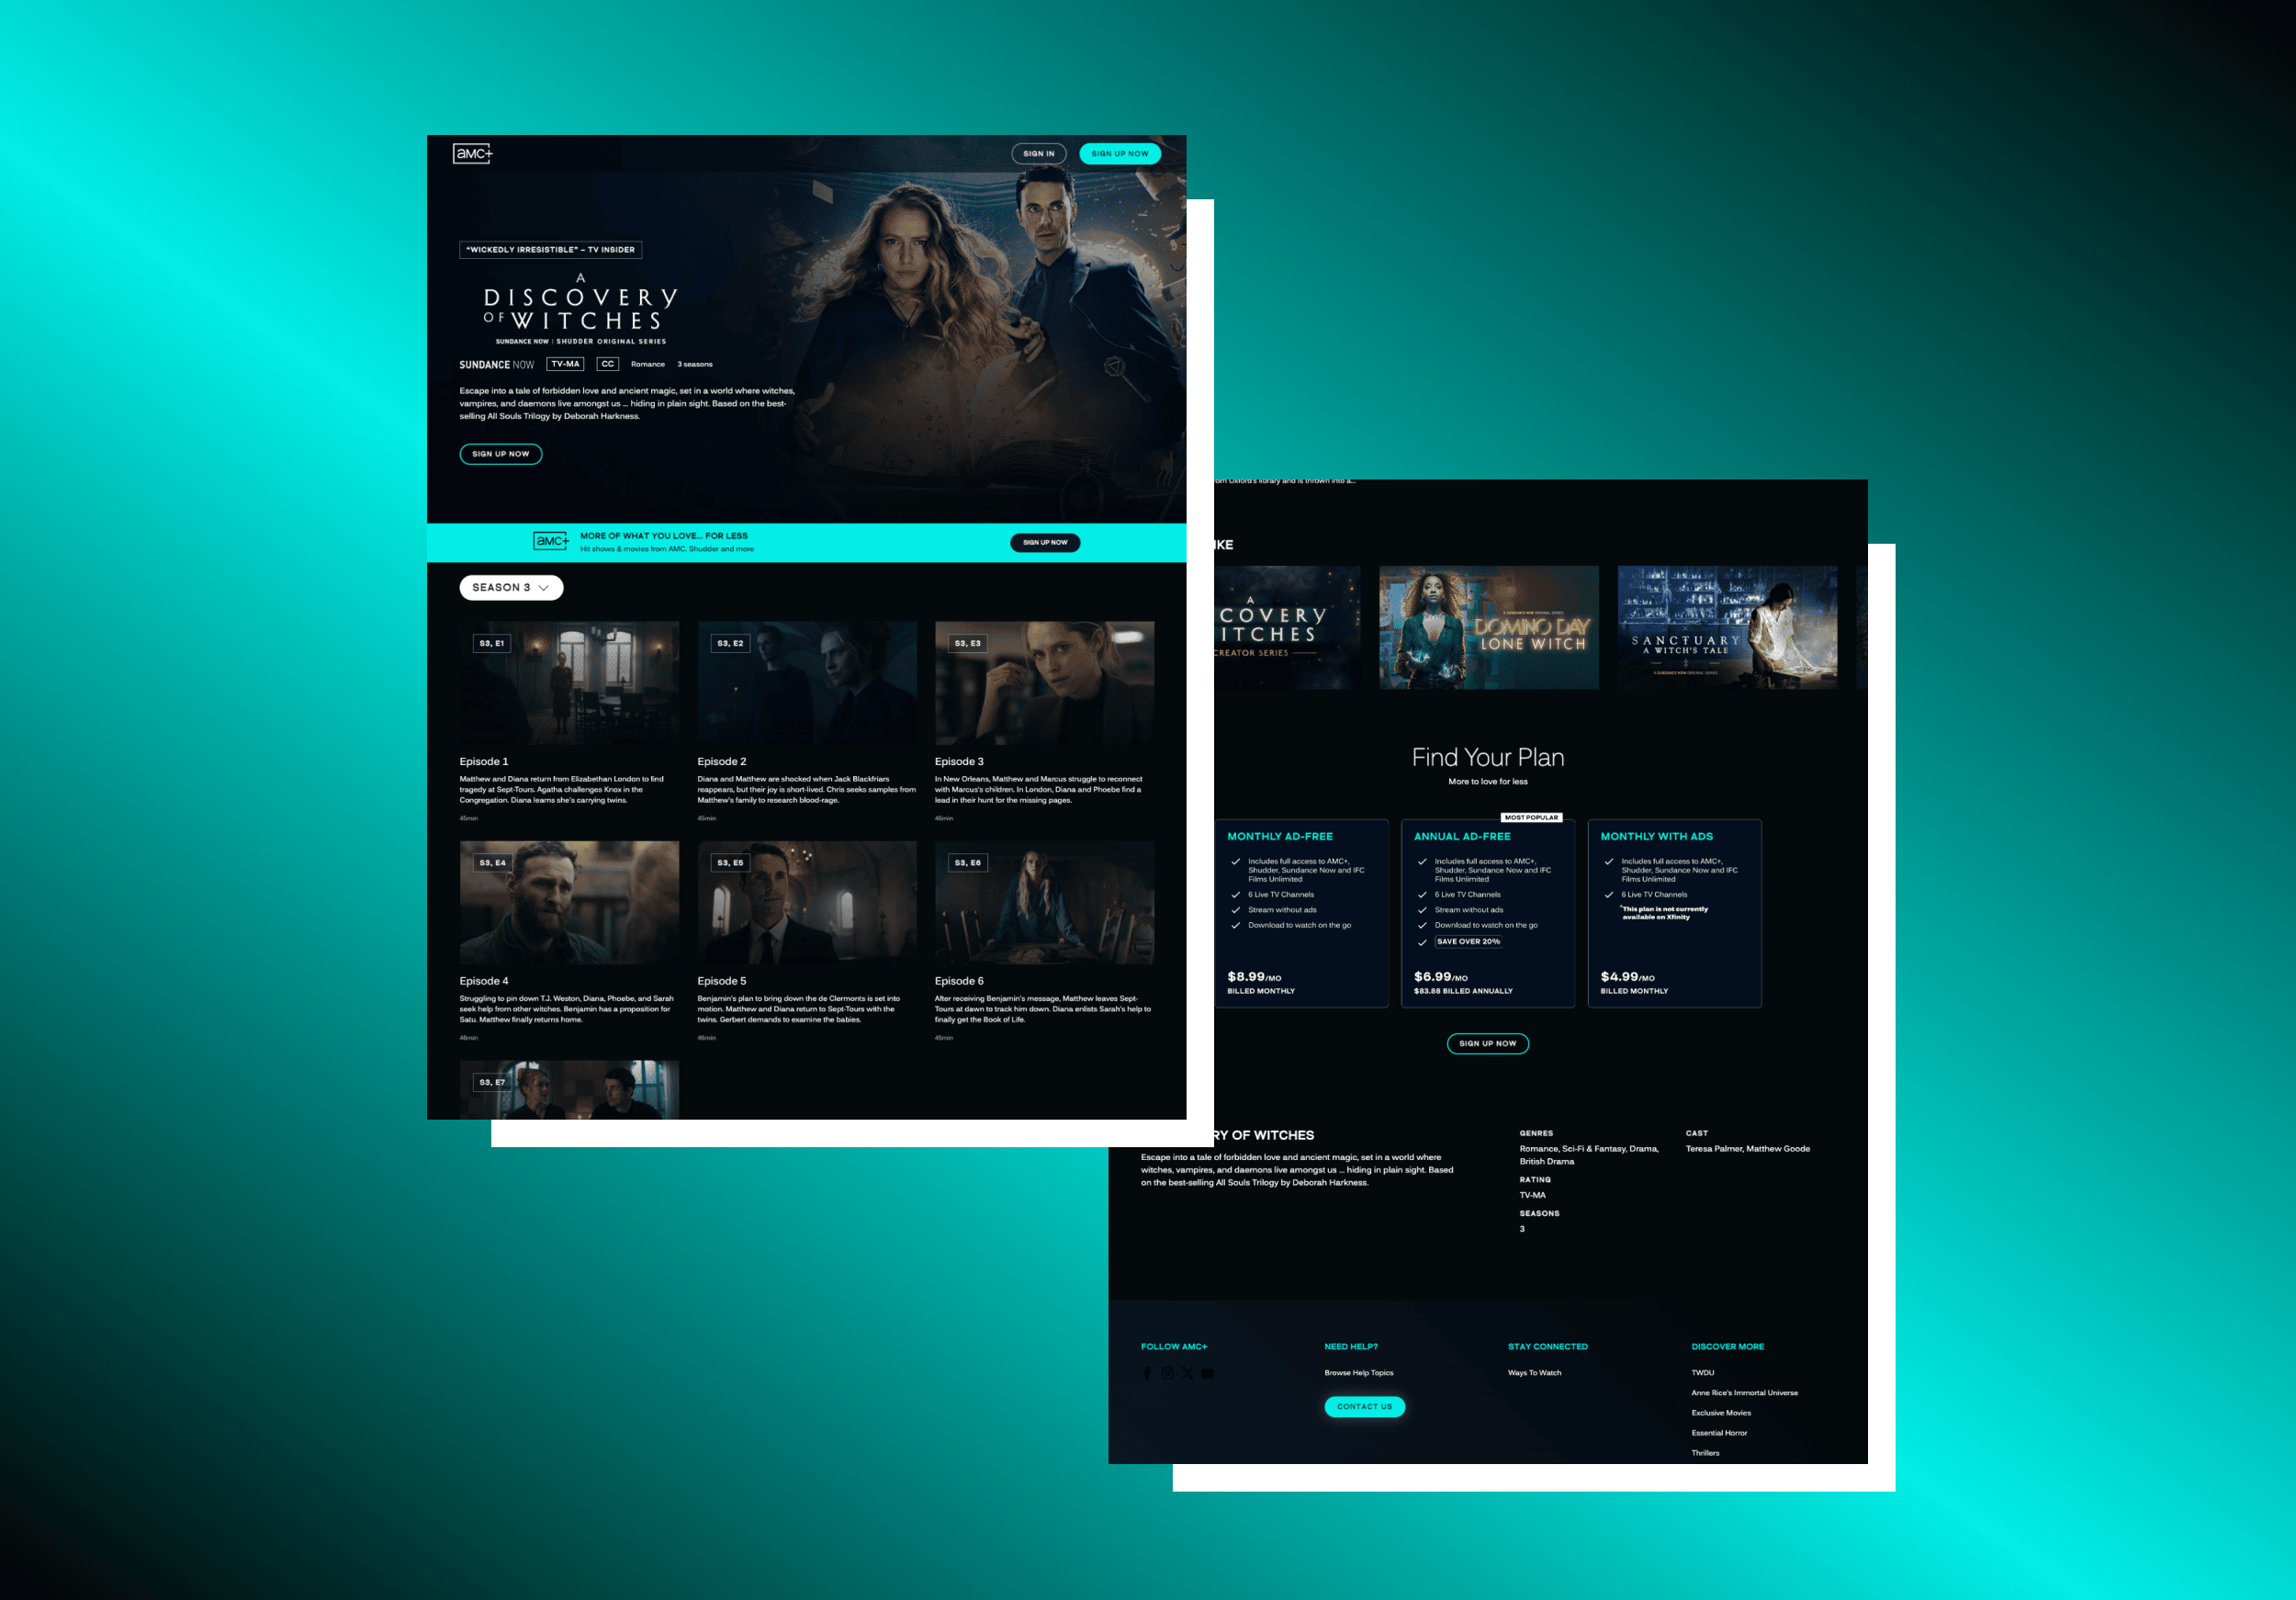 aMC+
SIGN IN
SIGN UP NOW
“WICKEDLY IRRESISTIBLE” – TV INSIDER
A
DISCOVERY
OF WITCHES
SUNDANCE NOW | SHUDDER ORIGINAL SERIES
SUNDANCE NOW TV-MA CC Romance 3 seasons
Escape into a tale of forbidden love and ancient magic, set in a world where witches,
vampires, and daemons live amongst us ... hiding in plain sight. Based on the best-
selling All Souls Trilogy by Deborah Harkness.
SIGN UP NOW
aMC+
MORE OF WHAT YOU LOVE... FOR LESS
Hit shows & movies from AMC, Shudder and more
SIGN UP NOW
SEASON 3
S3, E1
Episode 1
Matthew and Diana return from Elizabethan London to find
tragedy at Sept-Tours. Agatha challenges Knox in the
Congregation. Diana learns she's carrying twins.
45min
S3, E2
Episode 2
Diana and Matthew are shocked when Jack Blackfriars
reappears, but their joy is short-lived. Chris seeks samples from
Matthew's family to research blood-rage.
45min
S3, E3
Episode 3
In New Orleans, Matthew and Marcus struggle to reconnect
with Marcus's children. In London, Diana and Phoebe find a
lead in their hunt for the missing pages.
46min
S3, E4
Episode 4
Struggling to pin down T.J. Weston, Diana, Phoebe, and Sarah
seek help from other witches. Benjamin has a proposition for
Satu. Matthew finally returns home.
46min
S3, E5
Episode 5
Benjamin's plan to bring down the de Clermonts is set into
motion. Matthew and Diana return to Sept-Tours with the
twins. Gerbert demands to examine the babies.
46min
S3, E6
Episode 6
After receiving Benjamin's message, Matthew leaves Sept-
Tours at dawn to track him down. Diana enlists Sarah's help to
finally get the Book of Life.
45min
S3, E7
om Oxford's library and is thrown into a...
IKE
A
COVERY
ITCHES
CREATOR SERIES
A SUNDANCE NOW ORIGINAL SERIES
DOMINO DAY
LONE WITCH
SANCTUARY
A WITCH'S TALE
A SUNDANCE NOW ORIGINAL SERIES
Find Your Plan
More to love for less
MONTHLY AD-FREE
Includes full access to AMC+,
Shudder, Sundance Now and IFC
Films Unlimited
6 Live TV Channels
Stream without ads
Download to watch on the go
$8.99/MO
BILLED MONTHLY
MOST POPULAR
ANNUAL AD-FREE
Includes full access to AMC+,
Shudder, Sundance Now and IFC
Films Unlimited
6 Live TV Channels
Stream without ads
Download to watch on the go
SAVE OVER 20%
$6.99/MO
$83.88 BILLED ANNUALLY
MONTHLY WITH ADS
Includes full access to AMC+,
Shudder, Sundance Now and IFC
Films Unlimited
6 Live TV Channels
*This plan is not currently
available on Xfinity
$4.99/MO
BILLED MONTHLY
SIGN UP NOW
RY OF WITCHES
Escape into a tale of forbidden love and ancient magic, set in a world where
witches, vampires, and daemons live amongst us ... hiding in plain sight. Based
on the best-selling All Souls Trilogy by Deborah Harkness.
GENRES
Romance, Sci-Fi & Fantasy, Drama,
British Drama
RATING
TV-MA
SEASONS
3
CAST
Teresa Palmer, Matthew Goode
FOLLOW AMC+
NEED HELP?
Browse Help Topics
CONTACT US
STAY CONNECTED
Ways To Watch
DISCOVER MORE
TWDU
Anne Rice's Immortal Universe
Exclusive Movies
Essential Horror
Thrillers